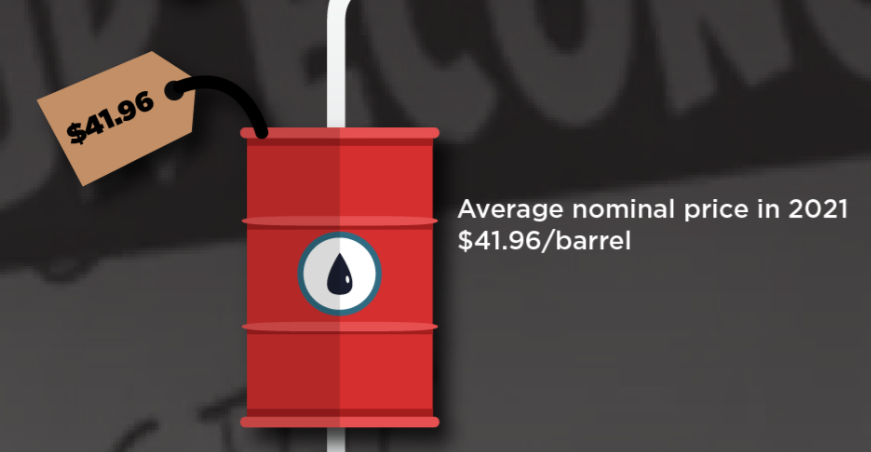 $41.96
Average nominal price in 2021
$41.96/barrel